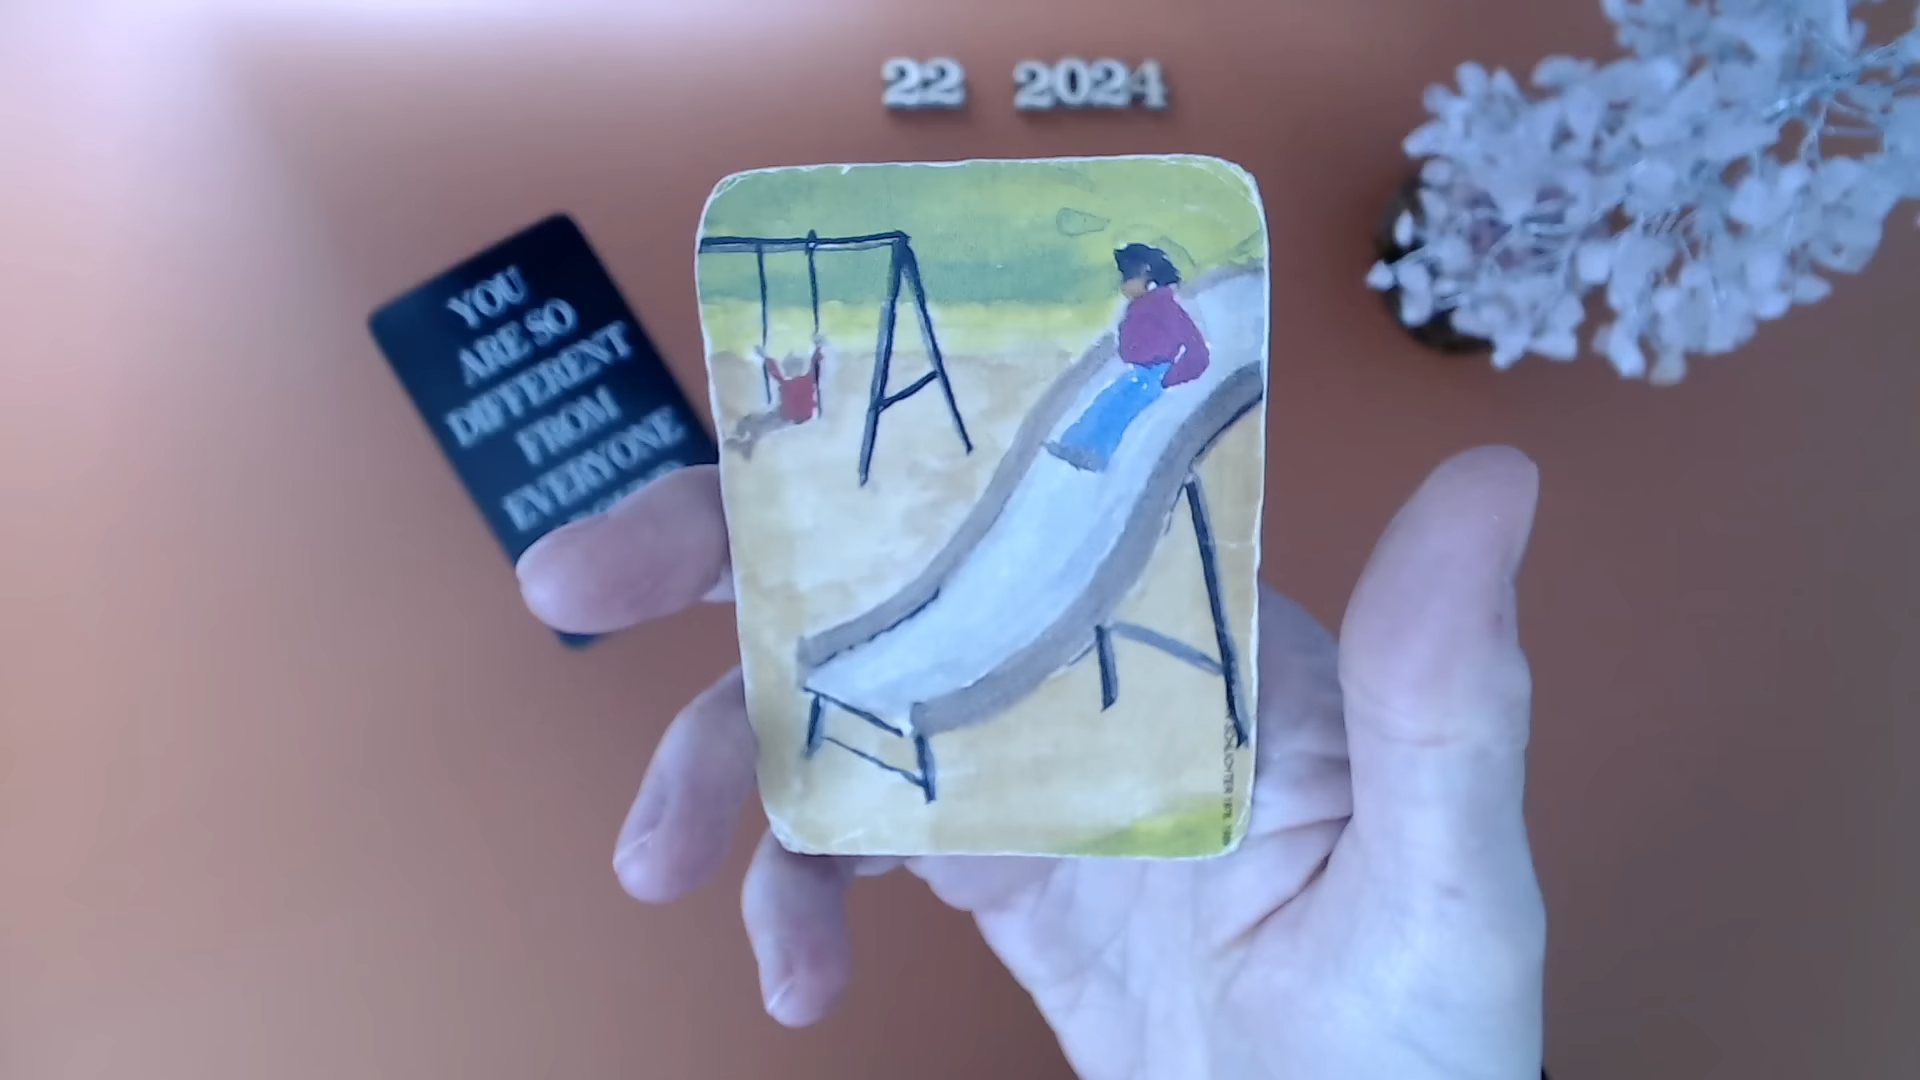 22 2024
YOU
ARE SO
DIFFERENT
FROM
EVERYONE